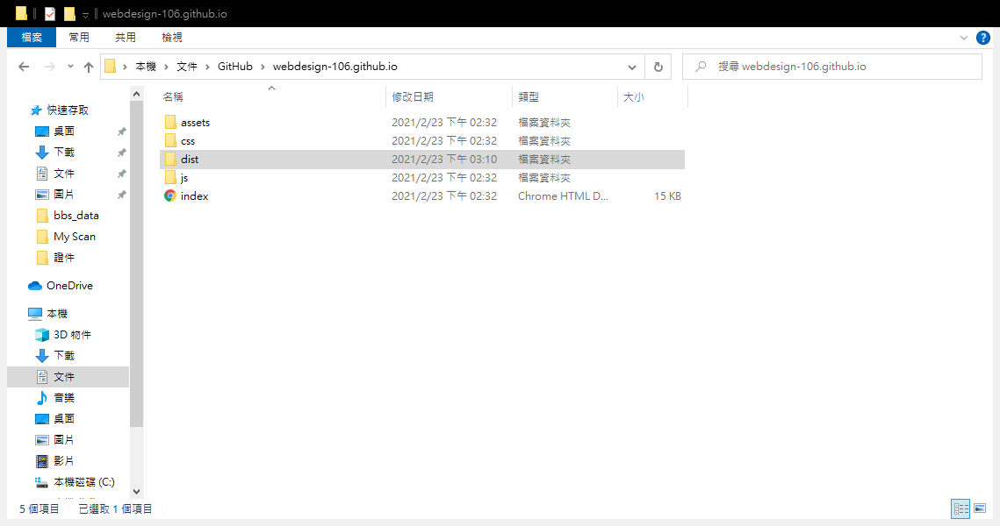 webdesign-106.github.io
檔案 常用 共用 檢視
本機 文件 GitHub webdesign-106.github.io 搜尋 webdesign-106.github.io
名稱 修改日期 類型 大小
assets 2021/2/23 下午 02:32 檔案資料夾
css 2021/2/23 下午 02:32 檔案資料夾
dist 2021/2/23 下午 03:10 檔案資料夾
js 2021/2/23 下午 02:32 檔案資料夾
index 2021/2/23 下午 02:32 Chrome HTML D... 15 KB
快速存取
桌面
下載
文件
圖片
bbs_data
My Scan
證件
OneDrive
本機
3D 物件
下載
文件
音樂
桌面
圖片
影片
本機磁碟 (C:)
5 個項目 已選取 1 個項目